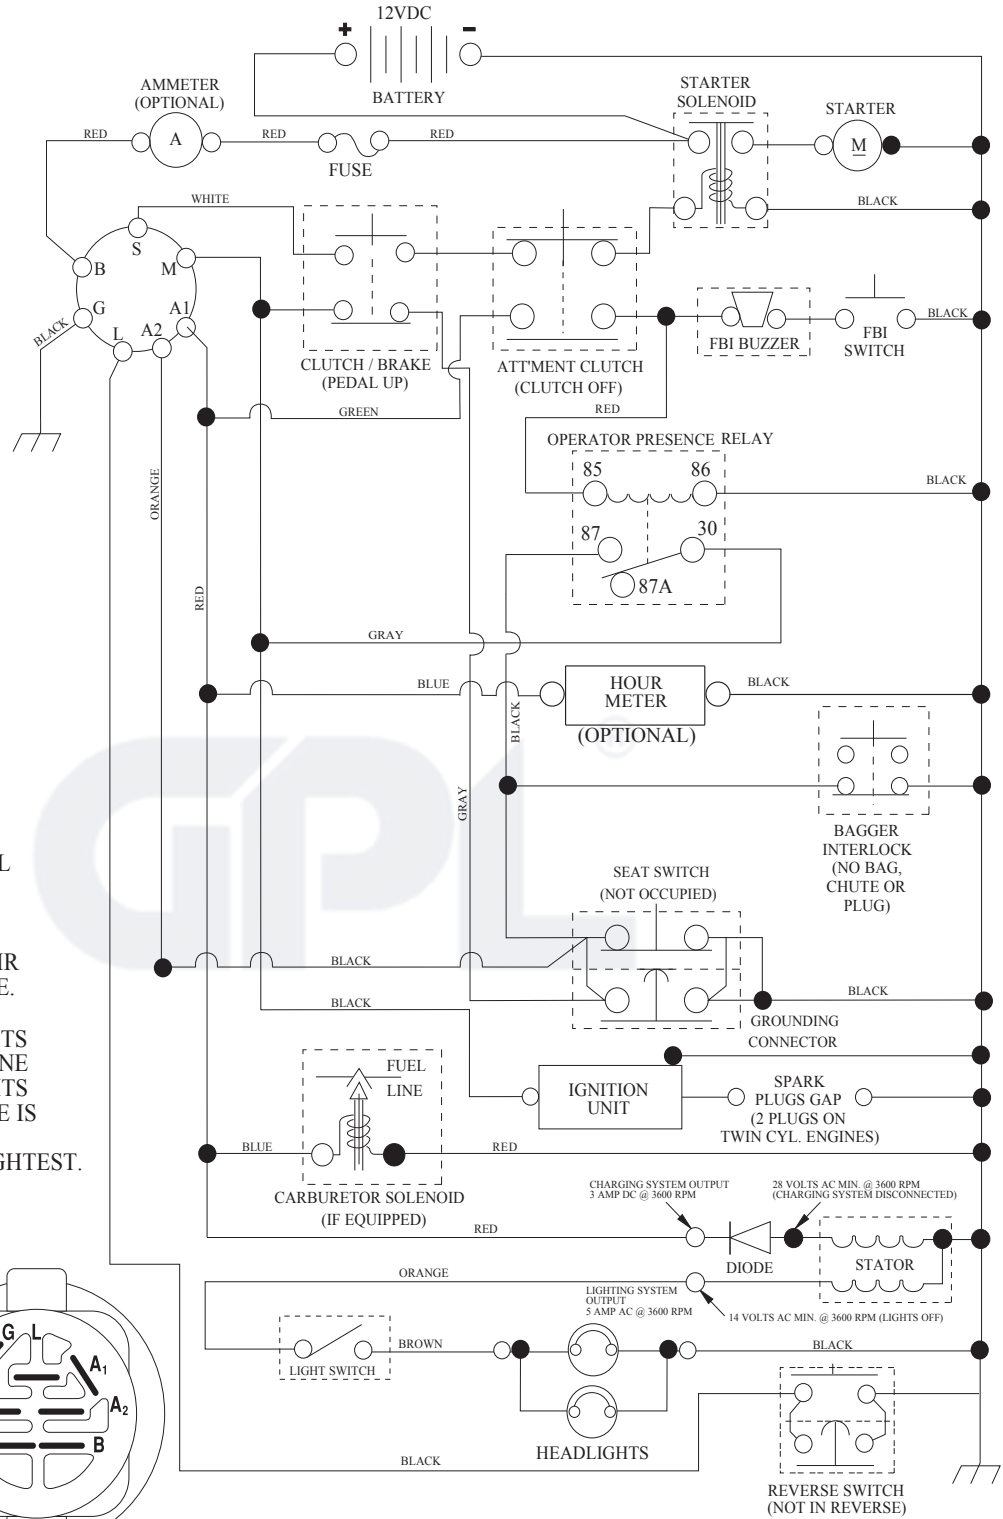 12VDC
+
-
BATTERY
AMMETER
(OPTIONAL)
RED
A
RED
FUSE
RED
STARTER
SOLENOID
STARTER
M
BLACK
WHITE
S
B
M
G
A1
L
A2
BLACK
CLUTCH / BRAKE
(PEDAL UP)
ATT'MENT CLUTCH
(CLUTCH OFF)
FBI BUZZER
FBI
SWITCH
BLACK
GREEN
RED
ORANGE
OPERATOR PRESENCE RELAY
85
86
BLACK
87
30
87A
RED
GRAY
BLUE
HOUR
METER
(OPTIONAL)
BLACK
BLACK
GRAY
GPL
®
BAGGER
INTERLOCK
(NO BAG,
CHUTE OR
PLUG)
SEAT SWITCH
(NOT OCCUPIED)
L
IR
E.
BLACK
BLACK
BLACK
GROUNDING
CONNECTOR
TS
NE
TS
E IS
GHTEST.
FUEL
LINE
IGNITION
UNIT
SPARK
PLUGS GAP
(2 PLUGS ON
TWIN CYL. ENGINES)
BLUE
RED
CARBURETOR SOLENOID
(IF EQUIPPED)
CHARGING SYSTEM OUTPUT
3 AMP DC @ 3600 RPM
28 VOLTS AC MIN. @ 3600 RPM
(CHARGING SYSTEM DISCONNECTED)
RED
DIODE
STATOR
ORANGE
LIGHTING SYSTEM
OUTPUT
5 AMP AC @ 3600 RPM
14 VOLTS AC MIN. @ 3600 RPM (LIGHTS OFF)
LIGHT SWITCH
BROWN
BLACK
HEADLIGHTS
BLACK
REVERSE SWITCH
(NOT IN REVERSE)
G
L
A1
A2
B